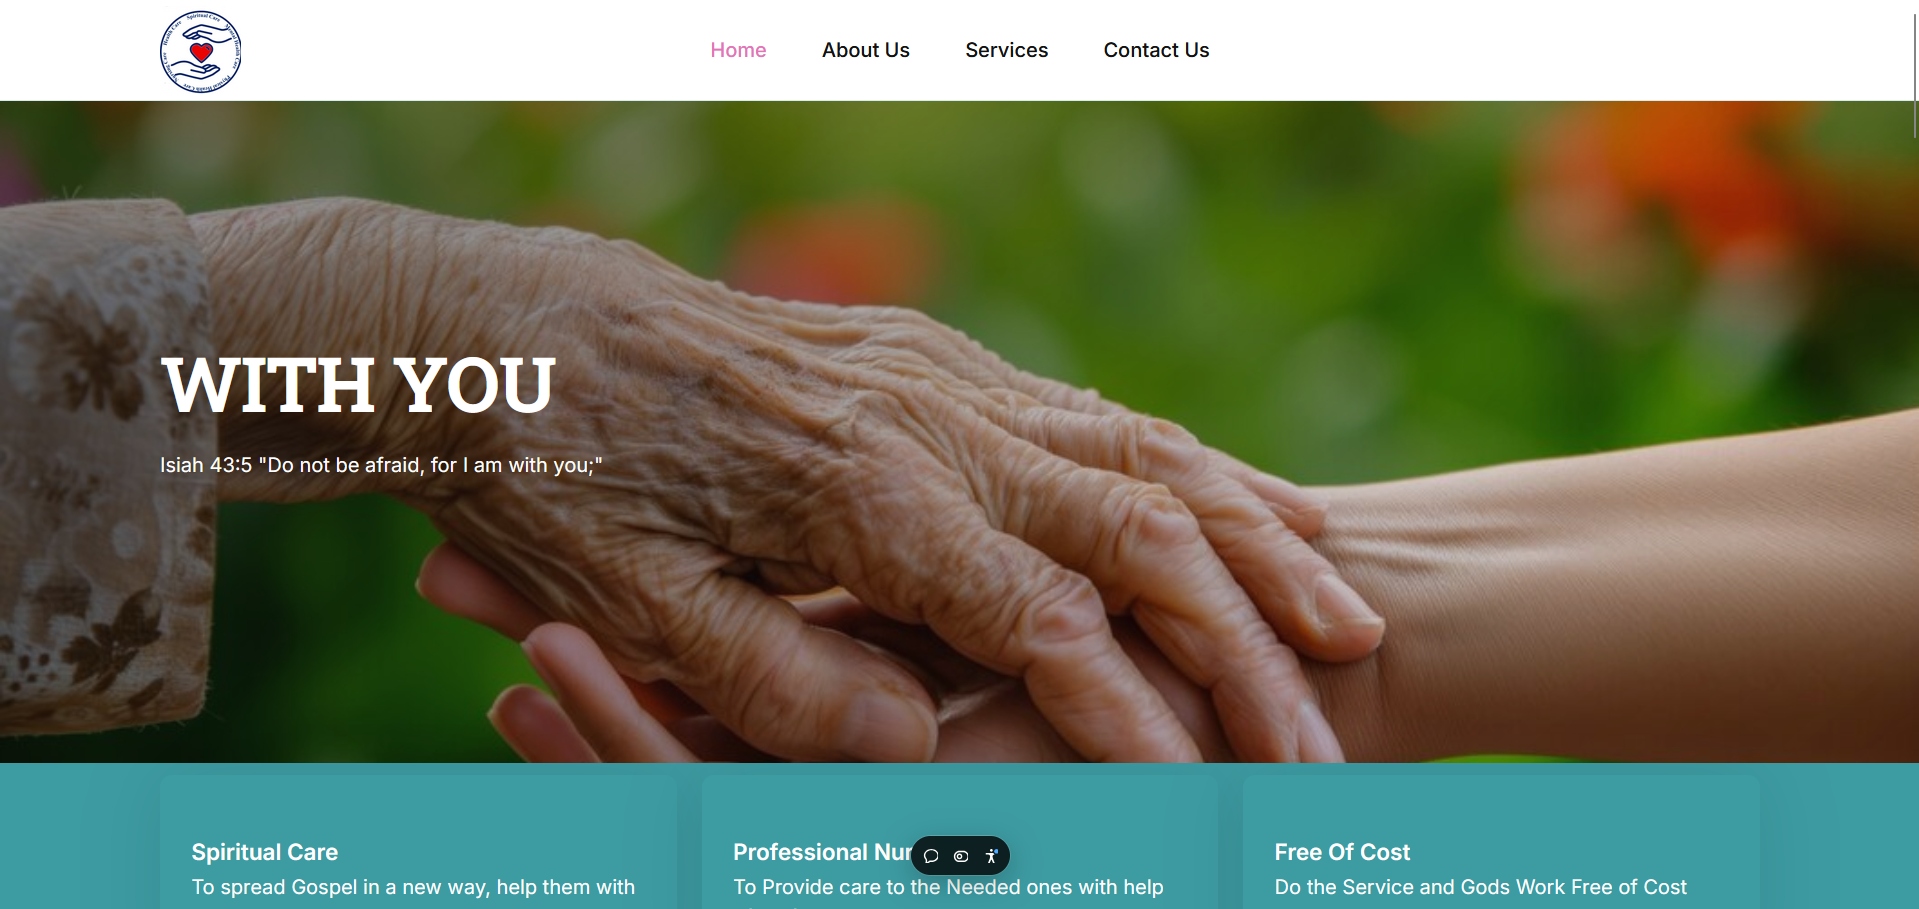 Spiritual Care
Home
About Us
Services
Contact Us
WITH YOU
Isiah 43:5 "Do not be afraid, for I am with you;"
Spiritual Care
To spread Gospel in a new way, help them with
Professional
To Provide care to the Needed ones with help
Free Of Cost
Do the Service and Gods Work Free of Cost